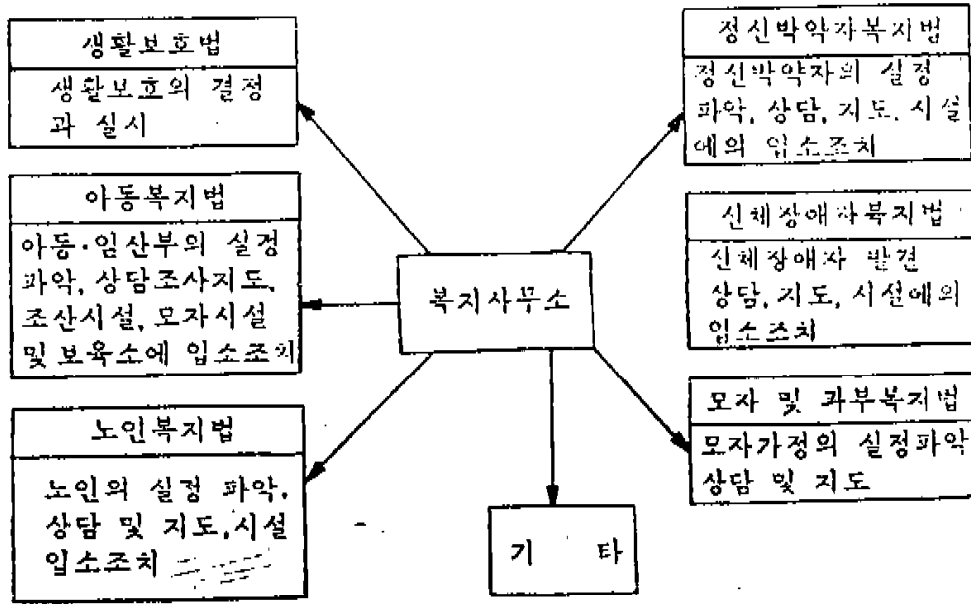 생활보호법
생활보호의 결정
과 실시
아동복지법
아동·임산부의 실정
파악, 상담조사지도,
조산시설, 모자시설
및 보육소에 입소조치
노인복지법
노인의 실정 파악,
상담 및 지도, 시설
입소조치
복지사무소
기 타
정신박약자복지법
정신박약자의 실정
파악, 상담, 지도, 시설
에의 입소조치
신체장애자복지법
신체장애자 발견
상담, 지도, 시설에의
입소조치
모자 및 과부복지법
모자가정의 실정파악
상담 및 지도